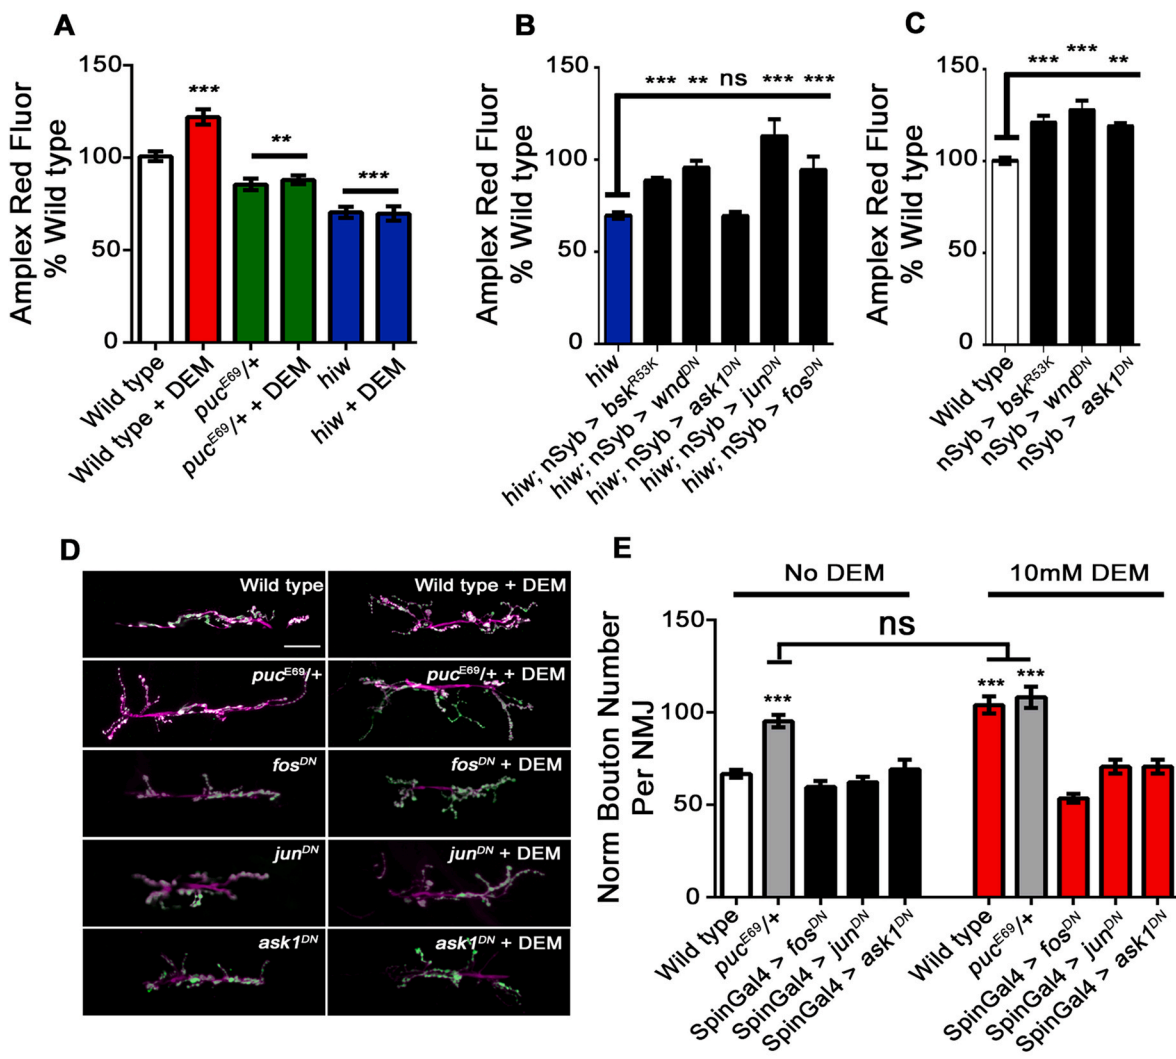 A
Amplex Red Fluor
% Wild type
150
100
50
0
***
**
***
Wild type
Wild type + DEM
puc^E69/+
puc^E69/+ + DEM
hiw
hiw + DEM
B
Amplex Red Fluor
% Wild type
150
100
50
0
*** ** ns *** ***
hiw
hiw; nSyb > bsk^R53K
hiw; nSyb > wnd^DN
hiw; nSyb > ask1^DN
hiw; nSyb > jun^DN
hiw; nSyb > fos^DN
C
Amplex Red Fluor
% Wild type
150
100
50
0
*** *** **
Wild type
nSyb > bsk^R53K
nSyb > wnd^DN
nSyb > ask1^DN
D
Wild type
Wild type + DEM
puc^E69/+
puc^E69/+ + DEM
fos^DN
fos^DN + DEM
jun^DN
jun^DN + DEM
ask1^DN
ask1^DN + DEM
E
No DEM
10mM DEM
Norm Bouton Number
Per NMJ
150
100
50
0
ns
***
***
***
Wild type
puc^E69/+
SpinGal4 > fos^DN
SpinGal4 > jun^DN
SpinGal4 > ask1^DN
Wild type
puc^E69/+
SpinGal4 > fos^DN
SpinGal4 > jun^DN
SpinGal4 > ask1^DN